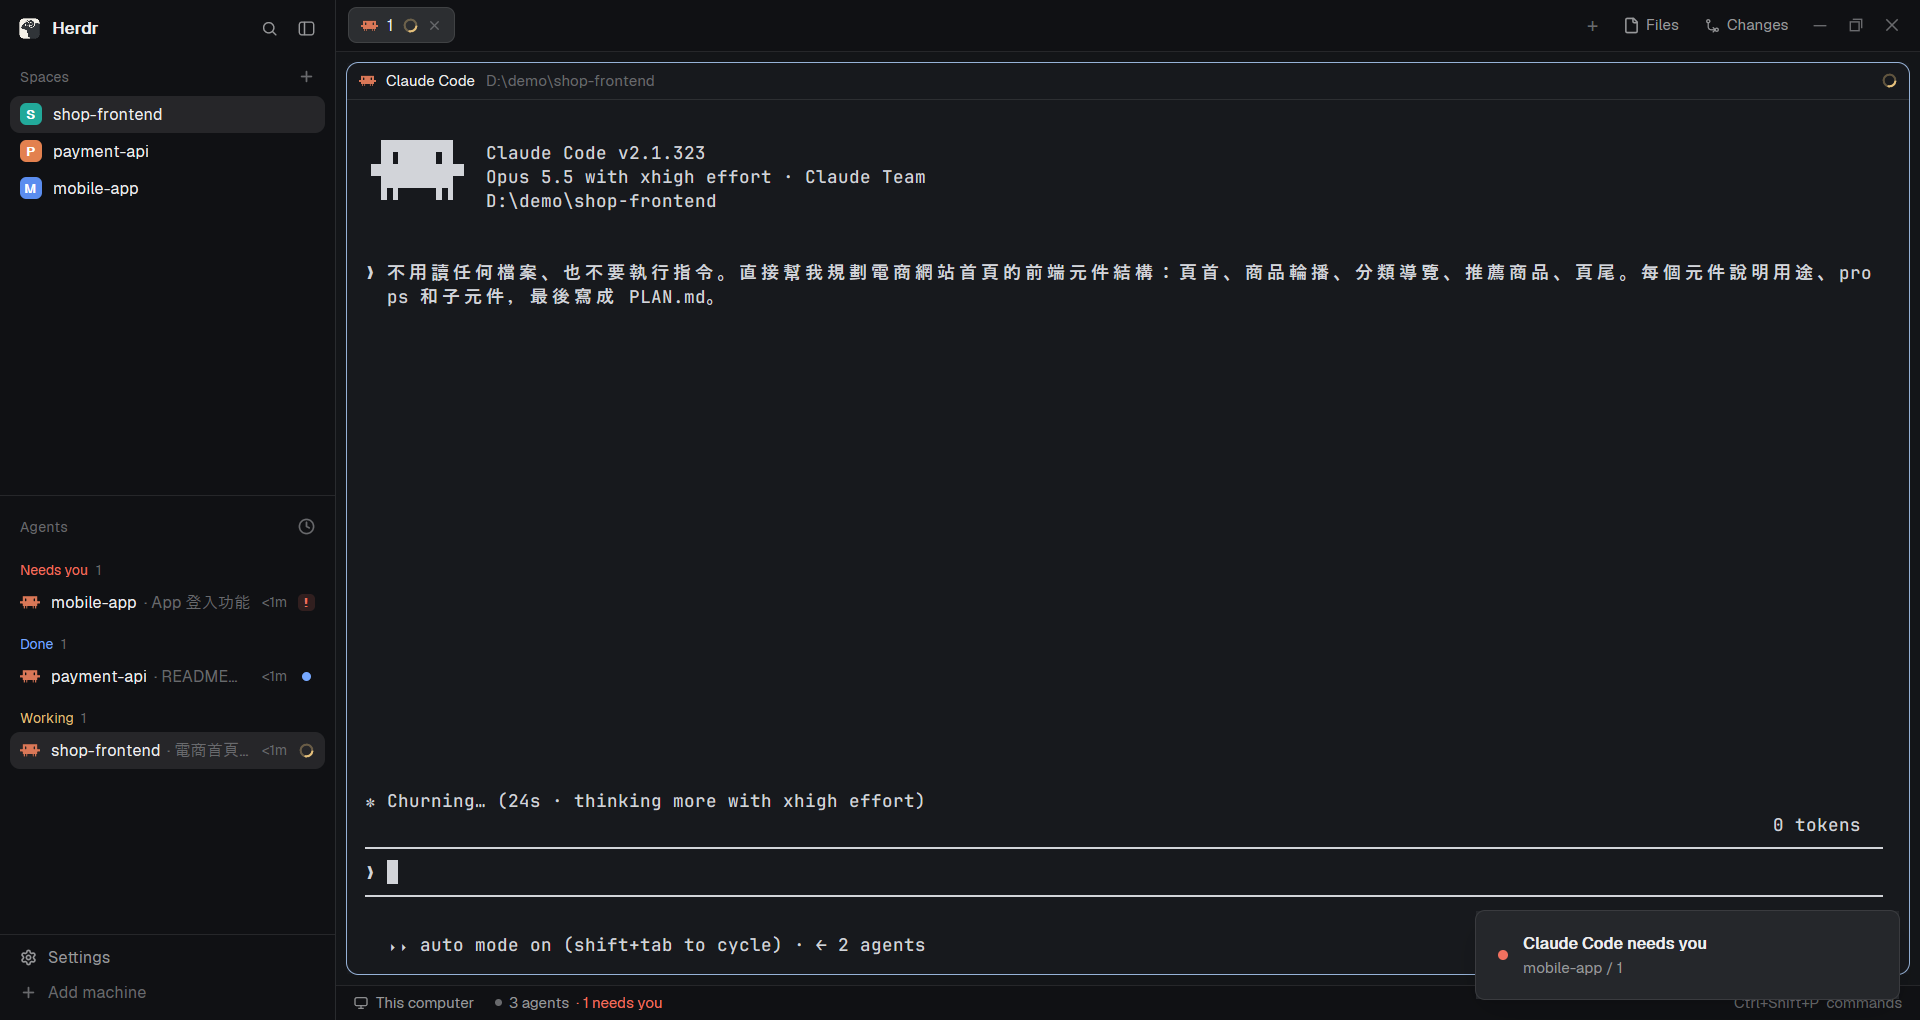 Herdr
Spaces
S shop-frontend
P payment-api
M mobile-app
Agents
Needs you 1
mobile-app · App 登入功能 <1m !
Done 1
payment-api · README… <1m
Working 1
shop-frontend · 電商首頁… <1m
Settings
Add machine
1
Files
Changes
Claude Code D:\demo\shop-frontend
Claude Code v2.1.323
Opus 5.5 with xhigh effort · Claude Team
D:\demo\shop-frontend
❯ 不用讀任何檔案、也不要執行指令。直接幫我規劃電商網站首頁的前端元件結構：頁首、商品輪播、分類導覽、推薦商品、頁尾。每個元件說明用途、pro
ps 和子元件，最後寫成 PLAN.md。
✻ Churning… (24s · thinking more with xhigh effort)
0 tokens
❯
⏵⏵ auto mode on (shift+tab to cycle) · ← 2 agents
Claude Code needs you
mobile-app / 1
This computer
3 agents · 1 needs you
Ctrl+Shift+P commands